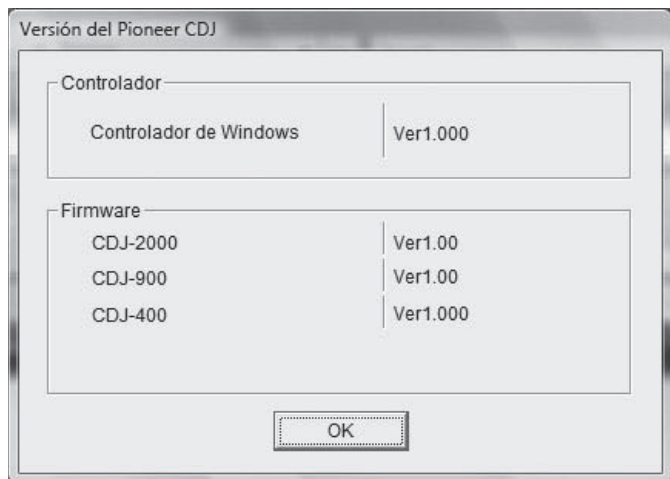 Versión del Pioneer CDJ
Controlador
Controlador de Windows Ver1.000
Firmware
CDJ-2000 Ver1.00
CDJ-900 Ver1.00
CDJ-400 Ver1.000
OK